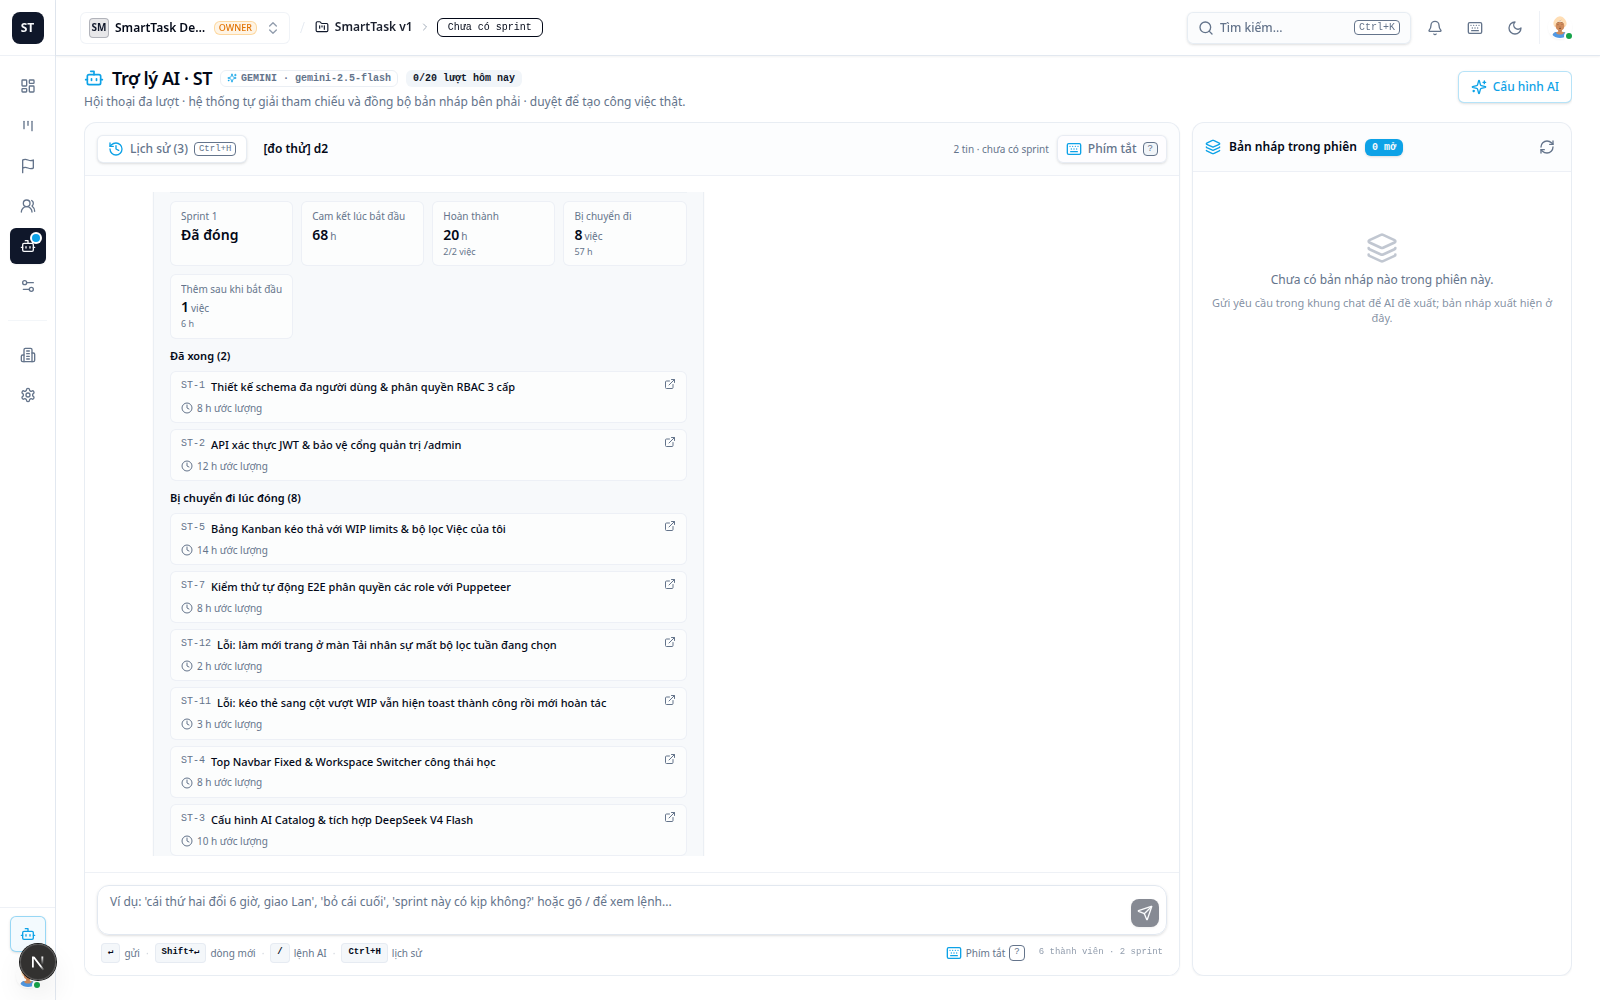 ST
SM SmartTask De... OWNER / SmartTask v1 > Chưa có sprint
Tìm kiếm... Ctrl+K
Trợ lý AI · ST GEMINI · gemini-2.5-flash 0/20 lượt hôm nay
Hội thoại đa lượt · hệ thống tự giải tham chiếu và đồng bộ bản nháp bên phải · duyệt để tạo công việc thật.
Cấu hình AI
Lịch sử (3) Ctrl+H [đo thử] d2
2 tin · chưa có sprint Phím tắt ?
Sprint 1
Đã đóng
Cam kết lúc bắt đầu
68 h
Hoàn thành
20 h
2/2 việc
Bị chuyển đi
8 việc
57 h
Thêm sau khi bắt đầu
1 việc
6 h
Đã xong (2)
ST-1 Thiết kế schema đa người dùng & phân quyền RBAC 3 cấp
8 h ước lượng
ST-2 API xác thực JWT & bảo vệ cổng quản trị /admin
12 h ước lượng
Bị chuyển đi lúc đóng (8)
ST-5 Bảng Kanban kéo thả với WIP limits & bộ lọc Việc của tôi
14 h ước lượng
ST-7 Kiểm thử tự động E2E phân quyền các role với Puppeteer
8 h ước lượng
ST-12 Lỗi: làm mới trang ở màn Tải nhân sự mất bộ lọc tuần đang chọn
2 h ước lượng
ST-11 Lỗi: kéo thẻ sang cột vượt WIP vẫn hiện toast thành công rồi mới hoàn tác
3 h ước lượng
ST-4 Top Navbar Fixed & Workspace Switcher công thái học
8 h ước lượng
ST-3 Cấu hình AI Catalog & tích hợp DeepSeek V4 Flash
10 h ước lượng
Ví dụ: 'cái thứ hai đổi 6 giờ, giao Lan', 'bỏ cái cuối', 'sprint này có kịp không?' hoặc gõ / để xem lệnh...
↵ gửi · Shift+↵ dòng mới · / lệnh AI · Ctrl+H lịch sử
Phím tắt ? 6 thành viên · 2 sprint
Bản nháp trong phiên 0 mở
Chưa có bản nháp nào trong phiên này.
Gửi yêu cầu trong khung chat để AI đề xuất; bản nháp xuất hiện ở
đây.
N